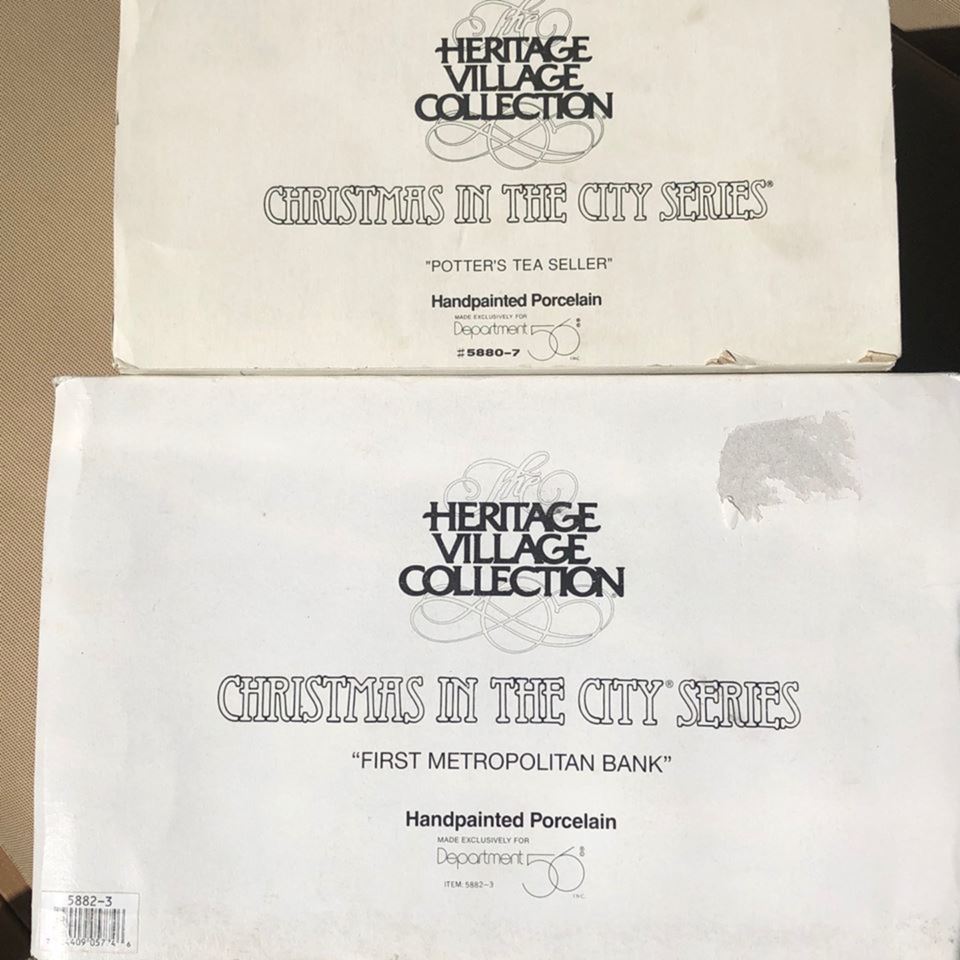 The
HERITAGE
VILLAGE
COLLECTION
CHRISTMAS IN THE CITY SERIES®
"POTTER'S TEA SELLER"
Handpainted Porcelain
MADE EXCLUSIVELY FOR
Department 56 ®©
INC.
#5880-7
The
HERITAGE
VILLAGE
COLLECTION
CHRISTMAS IN THE CITY® SERIES
“FIRST METROPOLITAN BANK”
Handpainted Porcelain
MADE EXCLUSIVELY FOR
Department 56 ®©
INC.
ITEM: 5882-3
5882-3